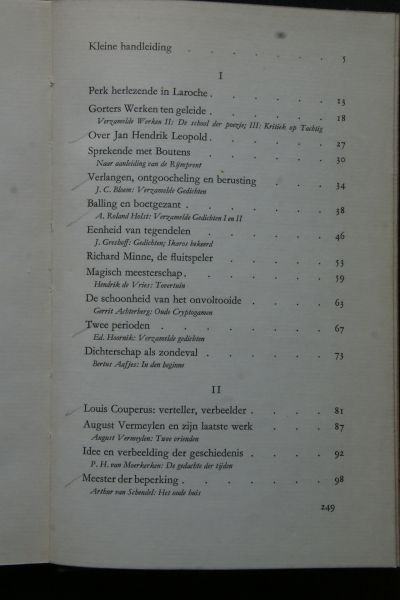 Kleine handleiding . . . . . 5
I
Perk herlezende in Laroche . . . . . 13
Gorters Werken ten geleide . . . . . 18
Verzamelde Werken II: De school der poezie; III: Kritiek op Tachtig
Over Jan Hendrik Leopold . . . . . 27
Sprekende met Boutens . . . . . 30
Naar aanleiding van de Rijmprent
Verlangen, ontgoocheling en berusting . . . . 34
J. C. Bloem: Verzamelde Gedichten
Balling en boetgezant . . . . . 38
A. Roland Holst: Verzamelde Gedichten I en II
Eenheid van tegendelen . . . . . 46
J. Greshoff: Gedichten; Skaros bekeerd
Richard Minne, de fluitspeler . . . . . 53
Magisch meesterschap . . . . . 59
Hendrik de Vries: Tovertuin
De schoonheid van het onvoltooide . . . . 63
Gerrit Achterberg: Oude Cryptogamen
Twee perioden . . . . . 67
Ed. Hoornik: Verzamelde gedichten
Dichterschap als zondeval . . . . . 73
Bertus Aafjes: In den beginne
II
Louis Couperus: verteller, verbeelder . . . . 81
August Vermeylen en zijn laatste werk . . . . 87
August Vermeylen: Twee vrienden
Idee en verbeelding der geschiedenis . . . . 92
P. H. van Moerkerken: De gedachte der tijden
Meester der beperking . . . . . 98
Arthur van Schendel: Het oude huis
249